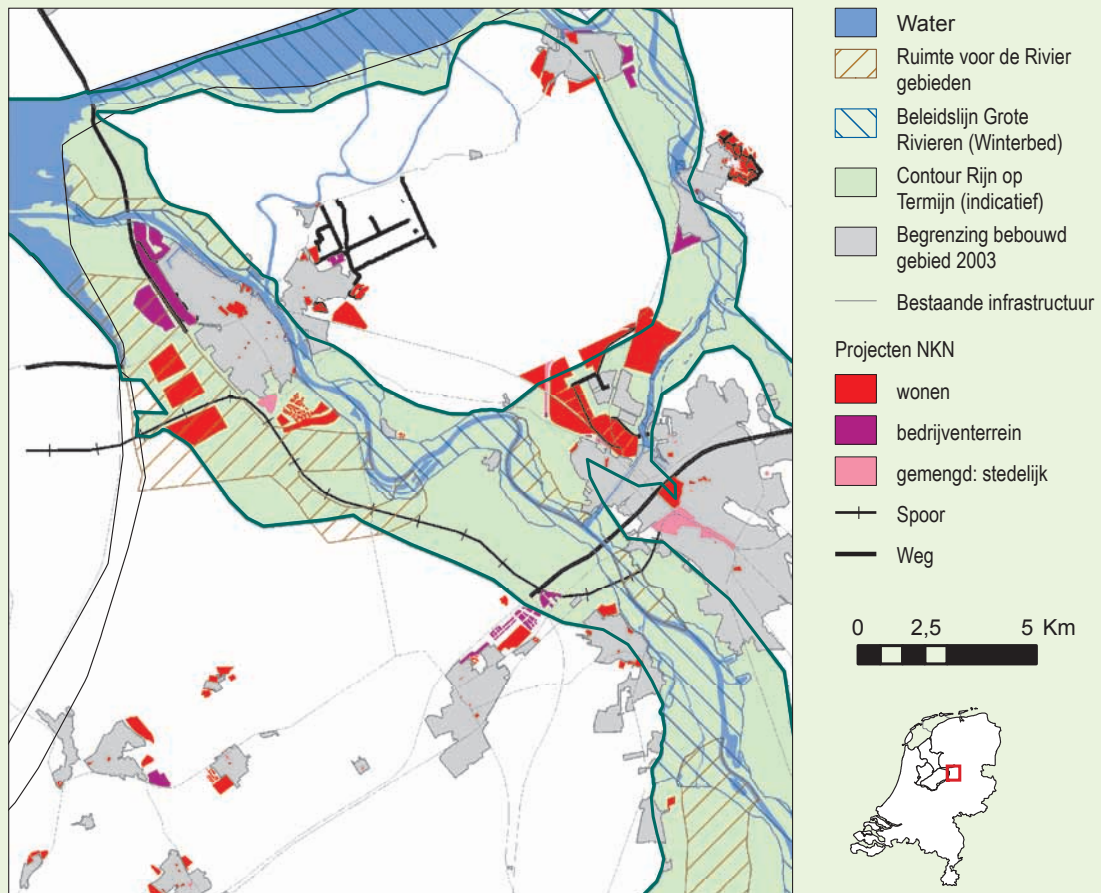 Water
Ruimte voor de Rivier
gebieden
Beleidslijn Grote
Rivieren (Winterbed)
Contour Rijn op
Termijn (indicatief)
Begrenzing bebouwd
gebied 2003
Bestaande infrastructuur
Projecten NKN
wonen
bedrijventerrein
gemengd: stedelijk
Spoor
Weg
0 2,5 5 Km